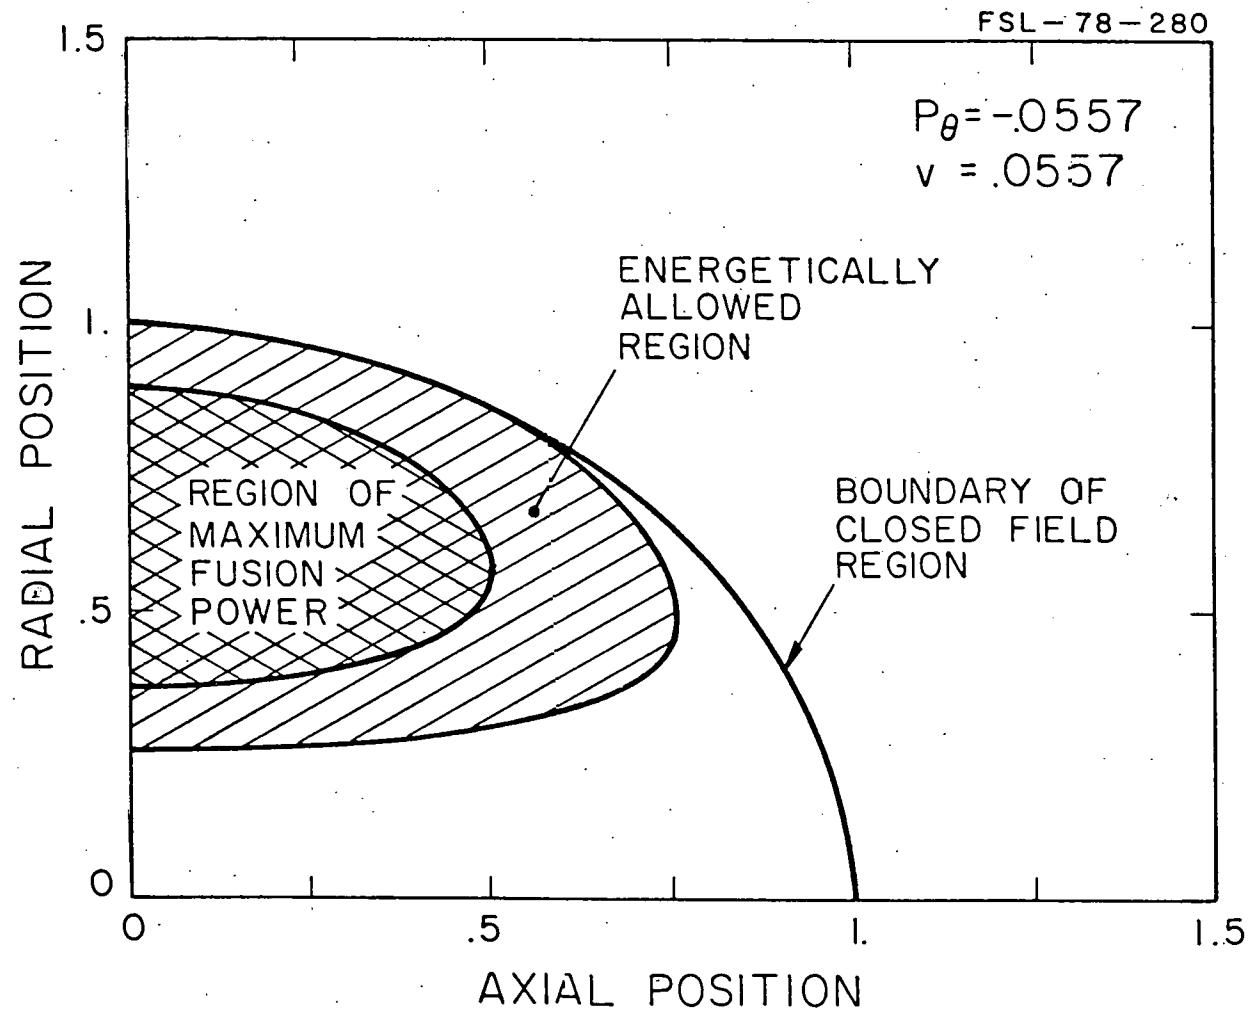 FSL-78-280
1.5
Pθ=-.0557
v = .0557
ENERGETICALLY
ALLOWED
REGION
1.
RADIAL POSITION
REGION OF
MAXIMUM
FUSION
POWER
BOUNDARY OF
CLOSED FIELD
REGION
.5
0
0 .5 1. 1.5
AXIAL POSITION